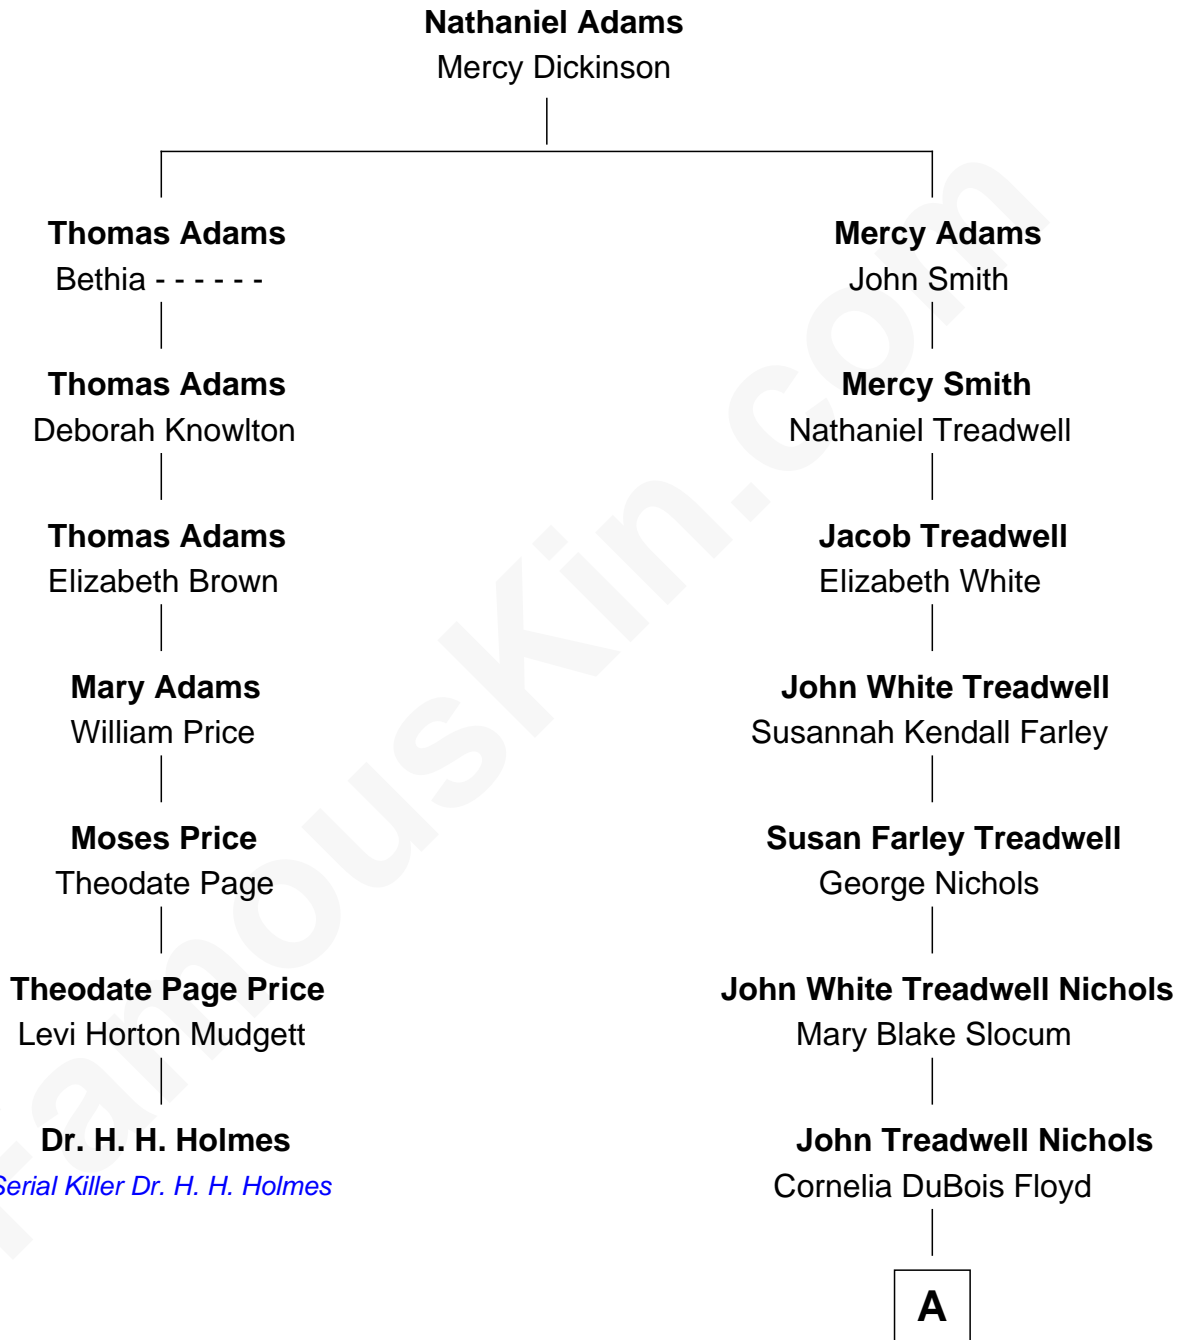 Nathaniel Adams
Mercy Dickinson
Thomas Adams
Bethia - - - - - -
Mercy Adams
John Smith
Thomas Adams
Deborah Knowlton
Mercy Smith
Nathaniel Treadwell
Thomas Adams
Elizabeth Brown
Jacob Treadwell
Elizabeth White
Mary Adams
William Price
John White Treadwell
Susannah Kendall Farley
Moses Price
Theodate Page
Susan Farley Treadwell
George Nichols
Theodate Page Price
Levi Horton Mudgett
John White Treadwell Nichols
Mary Blake Slocum
Dr. H. H. Holmes
Serial Killer Dr. H. H. Holmes
John Treadwell Nichols
Cornelia DuBois Floyd
A
FamousKin.com